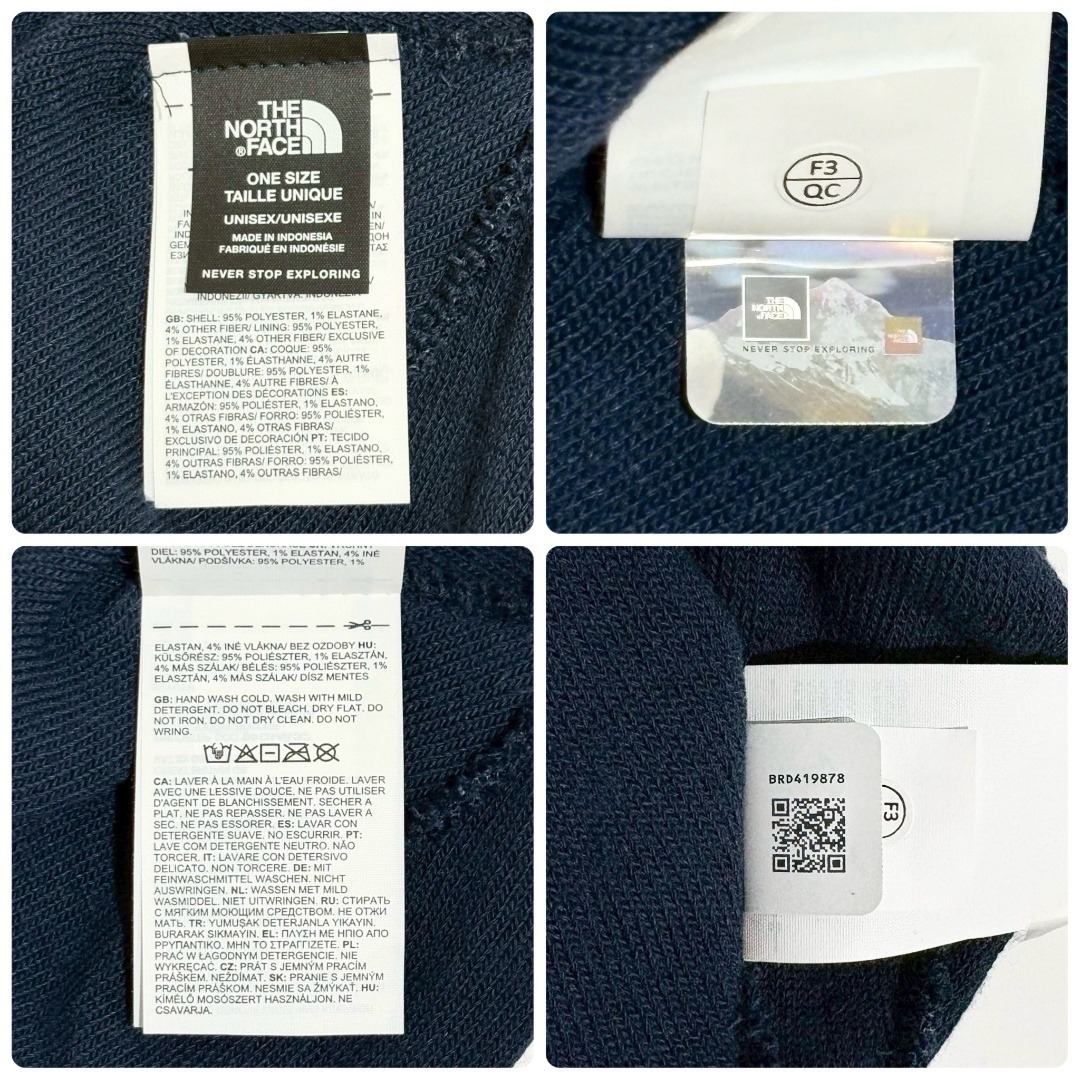 THE
NORTH
®FACE
ONE SIZE
TAILLE UNIQUE
UNISEX/UNISEXE
MADE IN INDONESIA
FABRIQUÉ EN INDONÉSIE
NEVER STOP EXPLORING
GB: SHELL: 95% POLYESTER, 1% ELASTANE,
4% OTHER FIBER/ LINING: 95% POLYESTER,
1% ELASTANE, 4% OTHER FIBER/ EXCLUSIVE
OF DECORATION CA: COQUE: 95%
POLYESTER, 1% ÉLASTHANNE, 4% AUTRE
FIBRES/ DOUBLURE: 95% POLYESTER, 1%
ÉLASTHANNE, 4% AUTRE FIBRES/ À
L'EXCEPTION DES DÉCORATIONS ES:
ARMAZÓN: 95% POLIÉSTER, 1% ELASTANO,
4% OTRAS FIBRAS/ FORRO: 95% POLIÉSTER,
1% ELASTANO, 4% OTRAS FIBRAS/
EXCLUSIVO DE DECORACIÓN PT: TECIDO
PRINCIPAL: 95% POLIÉSTER, 1% ELASTANO,
4% OUTRAS FIBRAS/ FORRO: 95% POLIÉSTER,
1% ELASTANO, 4% OUTRAS FIBRAS/
F3
QC
THE
NORTH
FACE
NEVER STOP EXPLORING
DIEL: 95% POLYESTER, 1% ELASTAN, 4% INÉ
VLÁKNA/ PODŠÍVKA: 95% POLYESTER, 1%
ELASTAN, 4% INÉ VLÁKNA/ BEZ OZDOBY HU:
KÜLSŐRÉSZ: 95% POLIÉSZTER, 1% ELASZTÁN,
4% MÁS SZÁLAK/ BÉLÉS: 95% POLIÉSZTER, 1%
ELASZTÁN, 4% MÁS SZÁLAK/ DÍSZ MENTES
GB: HAND WASH COLD. WASH WITH MILD
DETERGENT. DO NOT BLEACH. DRY FLAT. DO
NOT IRON. DO NOT DRY CLEAN. DO NOT
WRING.
CA: LAVER À LA MAIN À L'EAU FROIDE. LAVER
AVEC UNE LESSIVE DOUCE. NE PAS UTILISER
D'AGENT DE BLANCHISSEMENT. SECHER A
PLAT. NE PAS REPASSER. NE PAS LAVER A
SEC. NE PAS ESSORER. ES: LAVAR CON
DETERGENTE SUAVE. NO ESCURRIR. PT:
LAVE COM DETERGENTE NEUTRO. NÃO
TORCER. IT: LAVARE CON DETERSIVO
DELICATO. NON TORCERE. DE: MIT
FEINWASCHMITTEL WASCHEN. NICHT
AUSWRINGEN. NL: WASSEN MET MILD
WASMIDDEL. NIET UITWRINGEN. RU: СТИРАТЬ
С МЯГКИМ МОЮЩИМ СРЕДСТВОМ. НЕ ОТЖИ
МАТЬ. TR: YUMUŞAK DETERJANLA YIKAYIN.
BURARAK SIKMAYIN. EL: ΠΛΥΣΗ ΜΕ ΗΠΙΟ ΑΠΟ
ΡΡΥΠΑΝΤΙΚΟ. ΜΗΝ ΤΟ ΣΤΡΑΓΓΙΖΕΤΕ. PL:
PRAĆ W ŁAGODNYM DETERGENCIE. NIE
WYKRĘCAĆ. CZ: PRÁT S JEMNÝM PRACÍM
PRÁŠKEM. NEŽDÍMAT. SK: PRANIE S JEMNÝM
PRACÍM PRÁŠKOM. NESMIE SA ŽMÝKAŤ. HU:
KÍMÉLŐ MOSÓSZERT HASZNÁLJON. NE
CSAVARJA.
BRD419878
F3